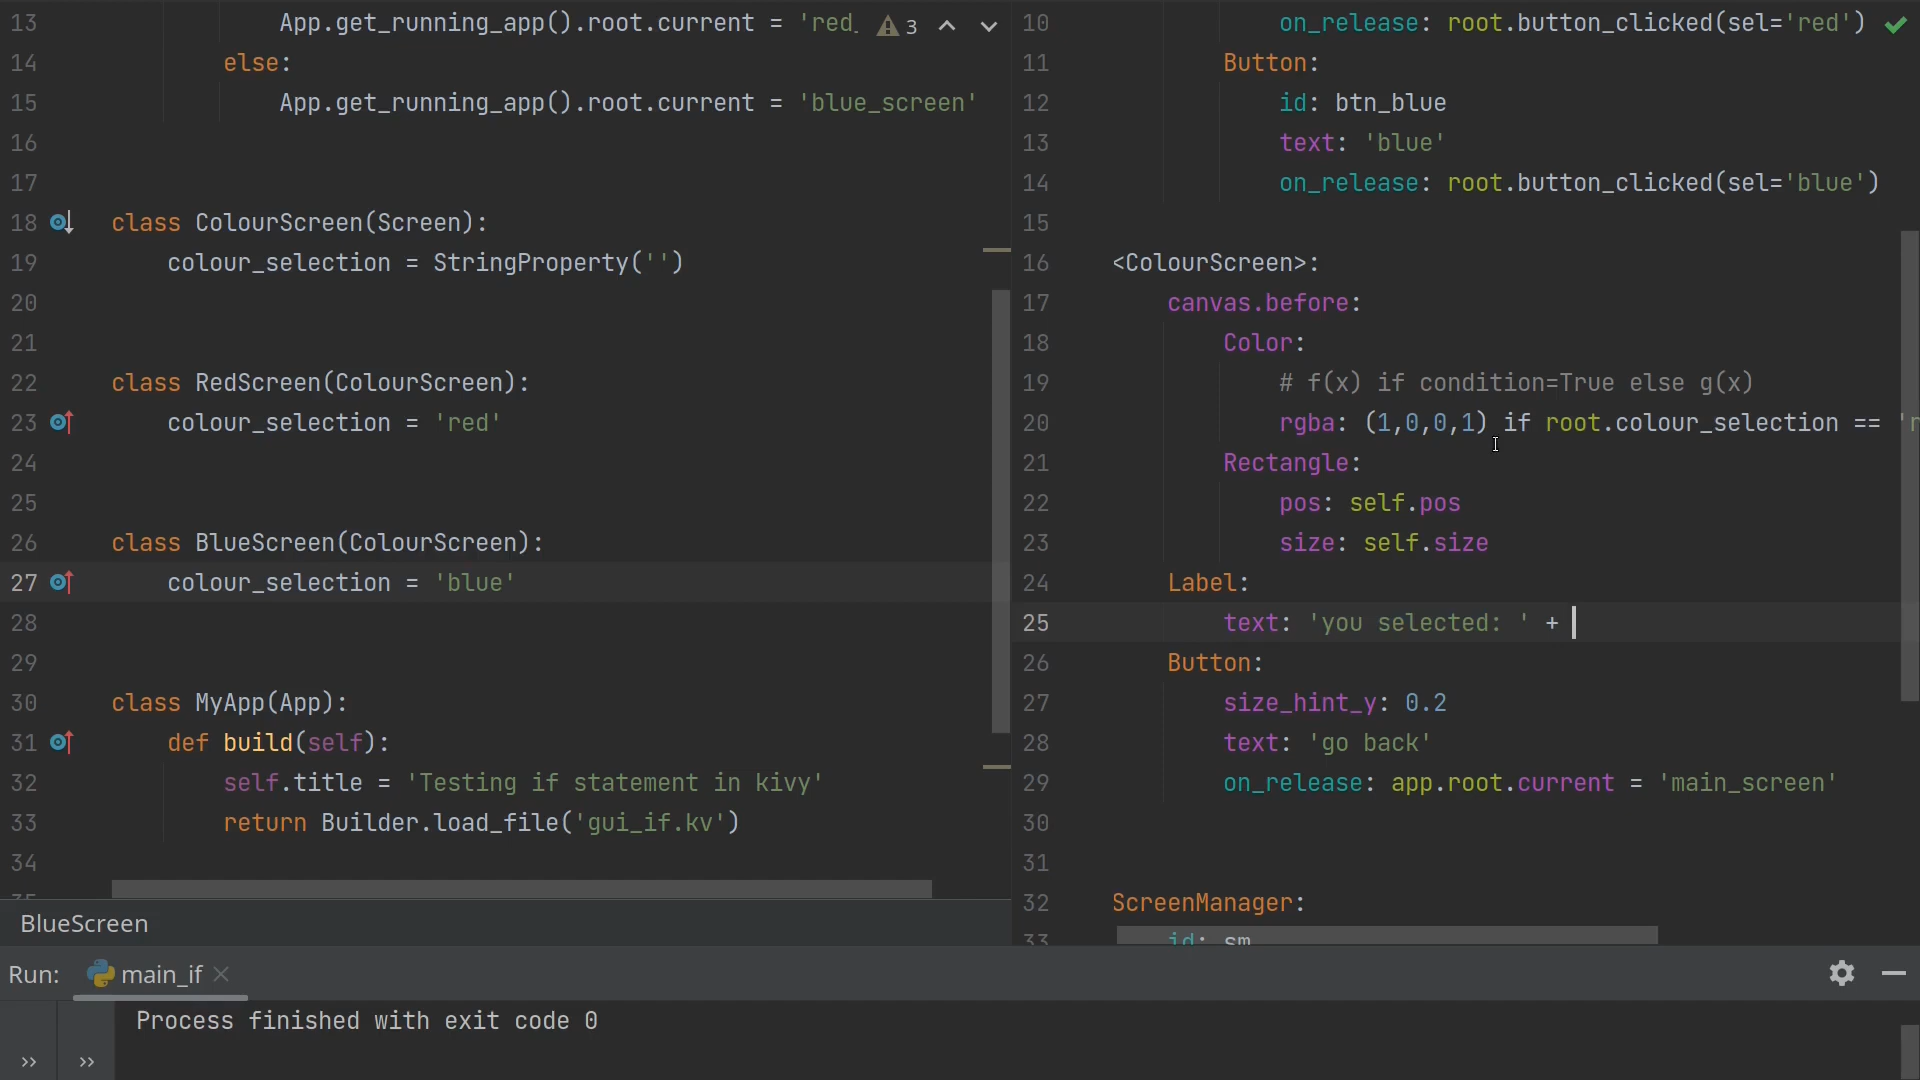 13 App.get_running_app().root.current = 'red_ 3
14 else:
15 App.get_running_app().root.current = 'blue_screen'
16
17
18 class ColourScreen(Screen):
19 colour_selection = StringProperty('')
20
21
22 class RedScreen(ColourScreen):
23 colour_selection = 'red'
24
25
26 class BlueScreen(ColourScreen):
27 colour_selection = 'blue'
28
29
30 class MyApp(App):
31 def build(self):
32 self.title = 'Testing if statement in kivy'
33 return Builder.load_file('gui_if.kv')
34
BlueScreen
10 on_release: root.button_clicked(sel='red')
11 Button:
12 id: btn_blue
13 text: 'blue'
14 on_release: root.button_clicked(sel='blue')
15
16 <ColourScreen>:
17 canvas.before:
18 Color:
19 # f(x) if condition=True else g(x)
20 rgba: (1,0,0,1) if root.colour_selection == 'r
21 Rectangle:
22 pos: self.pos
23 size: self.size
24 Label:
25 text: 'you selected: ' +
26 Button:
27 size_hint_y: 0.2
28 text: 'go back'
29 on_release: app.root.current = 'main_screen'
30
31
32 ScreenManager:
33 id: sm
Run: main_if
Process finished with exit code 0